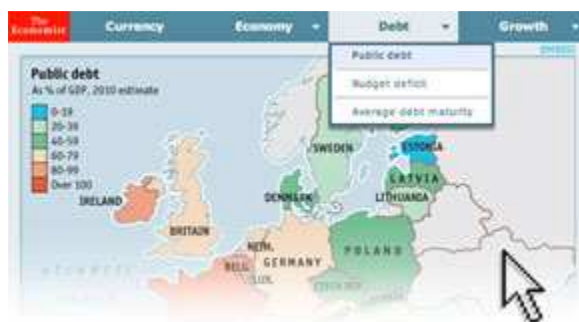 The Economist
Currency
Economy
Debt
Growth
Public debt
Budget deficit
Average debt maturity
Public debt
As % of GDP, 2010 estimate
0-19
20-39
40-59
60-79
80-99
Over 100
SWEDEN
ESTONIA
LATVIA
LITHUANIA
IRELAND
DENMARK
BRITAIN
NETH.
POLAND
BELG.
GERMANY
LUX.
CZECH REP.